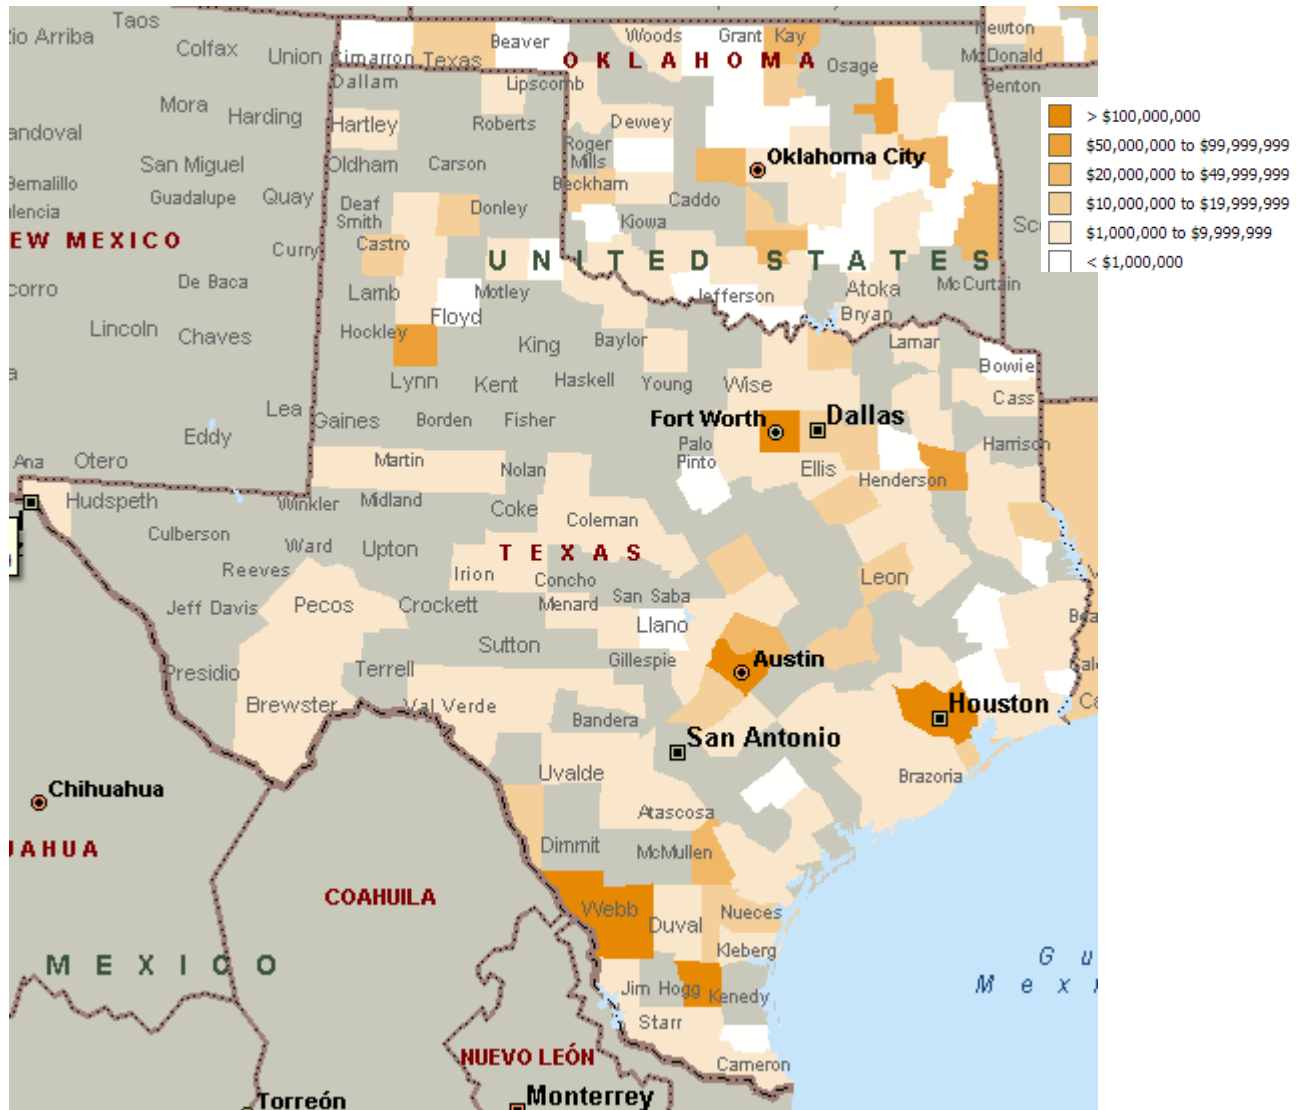 Taos
io Arriba
Colfax
Union
Cimarron
Texas
Beaver
Woods
Grant
Kay
Newton
OKLAHOMA
Osage
McDonald
Dallam
Lipscomb
Benton
Mora
Harding
andoval
Hartley
Roberts
Dewey
> $100,000,000
$50,000,000 to $99,999,999
$20,000,000 to $49,999,999
$10,000,000 to $19,999,999
$1,000,000 to $9,999,999
< $1,000,000
San Miguel
Oldham
Carson
Roger
Mills
Oklahoma City
Bernalillo
Guadalupe
Quay
Deaf
Smith
Donley
Beckham
Caddo
lencia
Kiowa
Sc
EW MEXICO
Curry
Castro
UNITED STATES
corro
De Baca
Lamb
Motley
Jefferson
Atoka
McCurtain
Floyd
Bryan
Lincoln
Chaves
Hockley
King
Baylor
Lamar
Bowie
a
Lynn
Kent
Haskell
Young
Wise
Cass
Lea
Gaines
Borden
Fisher
Fort Worth
Dallas
Eddy
Palo
Pinto
Harrison
Ana
Otero
Martin
Nolan
Ellis
Henderson
Hudspeth
Winkler
Midland
Coke
Coleman
Culberson
Ward
Upton
TEXAS
Reeves
Irion
Concho
Leon
Jeff Davis
Pecos
Crockett
Menard
San Saba
Bea
Llano
Sutton
Gillespie
Austin
Presidio
Terrell
Cal
Brewster
Val Verde
Bandera
Houston
Ca
San Antonio
Uvalde
Brazoria
Chihuahua
Atascosa
UAHUA
Dimmit
McMullen
COAHUILA
Webb
Duval
Nueces
Kleberg
MEXICO
Gu
Mex
Jim Hogg
Kenedy
Starr
NUEVO LEÓN
Cameron
Torreón
Monterrey